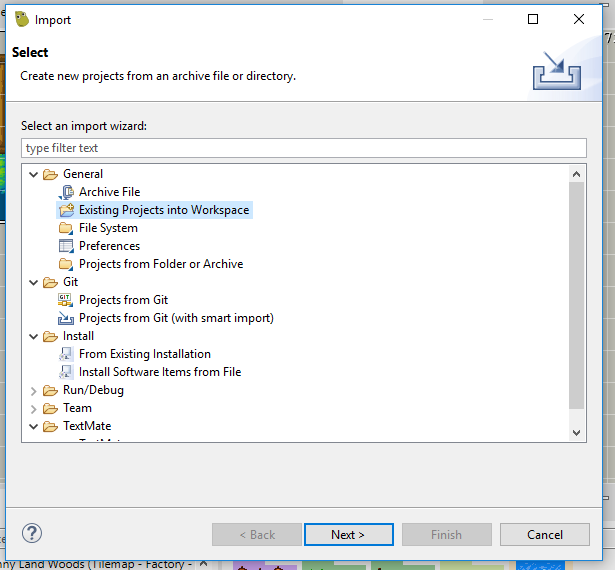 Import
Select
Create new projects from an archive file or directory.
Select an import wizard:
type filter text
General
Archive File
Existing Projects into Workspace
File System
Preferences
Projects from Folder or Archive
Git
GIT
Projects from Git
Projects from Git (with smart import)
Install
From Existing Installation
Install Software Items from File
Run/Debug
Team
TextMate
?
< Back
Next >
Finish
Cancel
Land Woods (Tilemap - Factory -